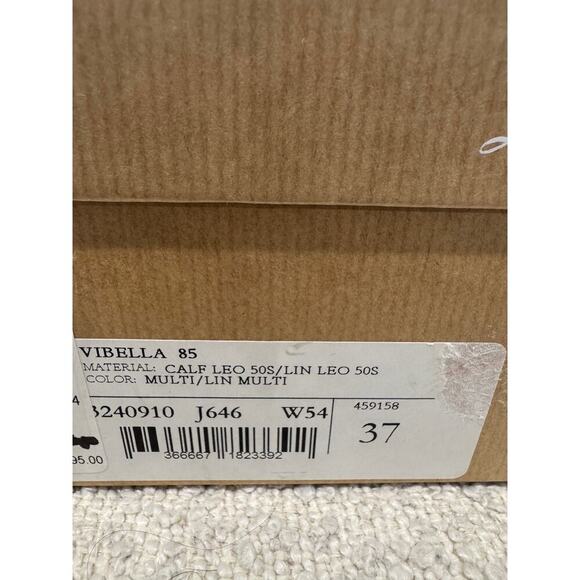 VIBELLA 85
MATERIAL: CALF LEO 50S/LIN LEO 50S
COLOR: MULTI/LIN MULTI
4
3240910 J646 W54
459158
37
366667 1823392
95.00